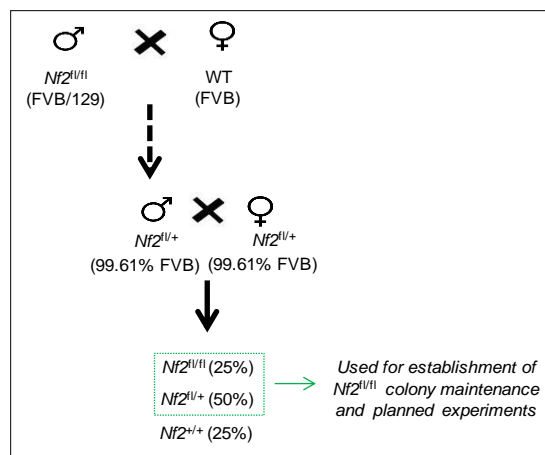 Nf2fl/fl WT
(FVB/129) (FVB)
Nf2fl/+ Nf2fl/+
(99.61% FVB) (99.61% FVB)
Nf2fl/fl (25%)
Nf2fl/+ (50%)
Nf2+/+ (25%)
Used for establishment of
Nf2fl/fl colony maintenance
and planned experiments